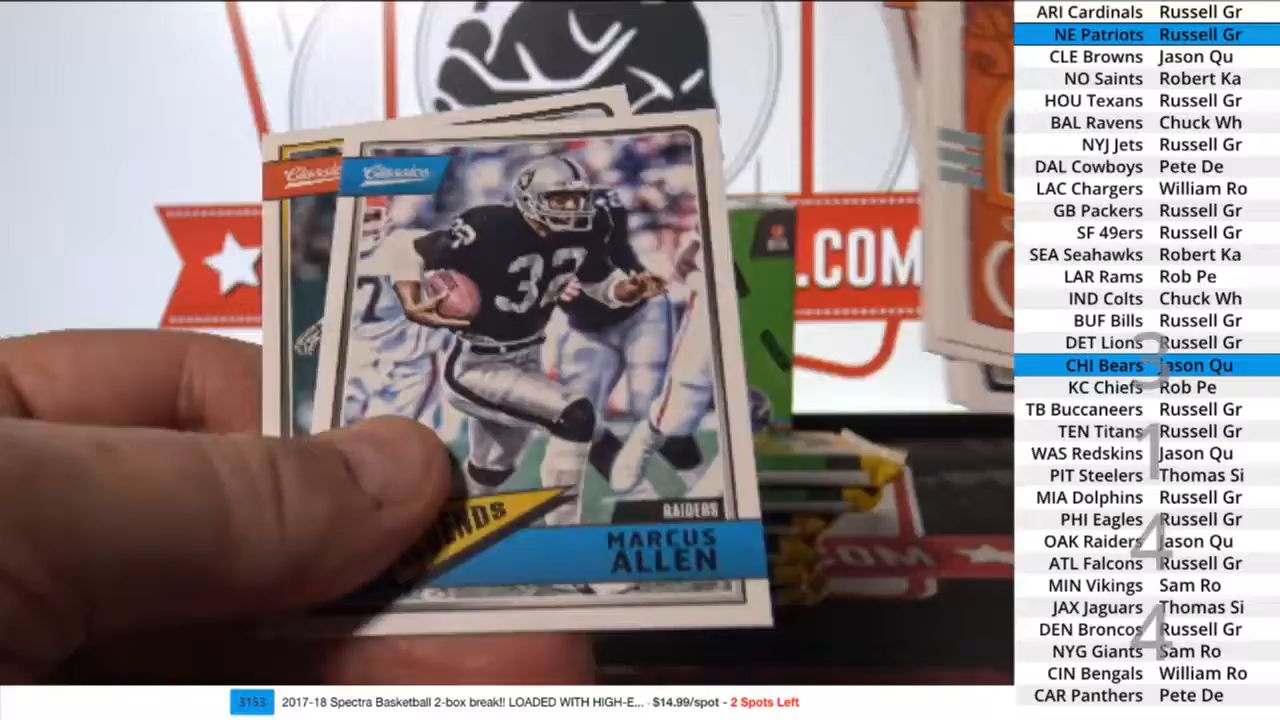 Classics
Classics
32
7
.COM
ENDS
RAIDERS
MARCUS
ALLEN
.COM
ARI Cardinals Russell Gr
NE Patriots Russell Gr
CLE Browns Jason Qu
NO Saints Robert Ka
HOU Texans Russell Gr
BAL Ravens Chuck Wh
NYJ Jets Russell Gr
DAL Cowboys Pete De
LAC Chargers William Ro
GB Packers Russell Gr
SF 49ers Russell Gr
SEA Seahawks Robert Ka
LAR Rams Rob Pe
IND Colts Chuck Wh
BUF Bills Russell Gr
DET Lions Russell Gr
3
CHI Bears Jason Qu
KC Chiefs Rob Pe
TB Buccaneers Russell Gr
TEN Titans Russell Gr
1
WAS Redskins Jason Qu
PIT Steelers Thomas Si
MIA Dolphins Russell Gr
PHI Eagles Russell Gr
4
OAK Raiders Jason Qu
ATL Falcons Russell Gr
MIN Vikings Sam Ro
JAX Jaguars Thomas Si
4
DEN Broncos Russell Gr
NYG Giants Sam Ro
CIN Bengals William Ro
CAR Panthers Pete De
3153 2017-18 Spectra Basketball 2-box break!! LOADED WITH HIGH-E... - $14.99/spot - 2 Spots Left